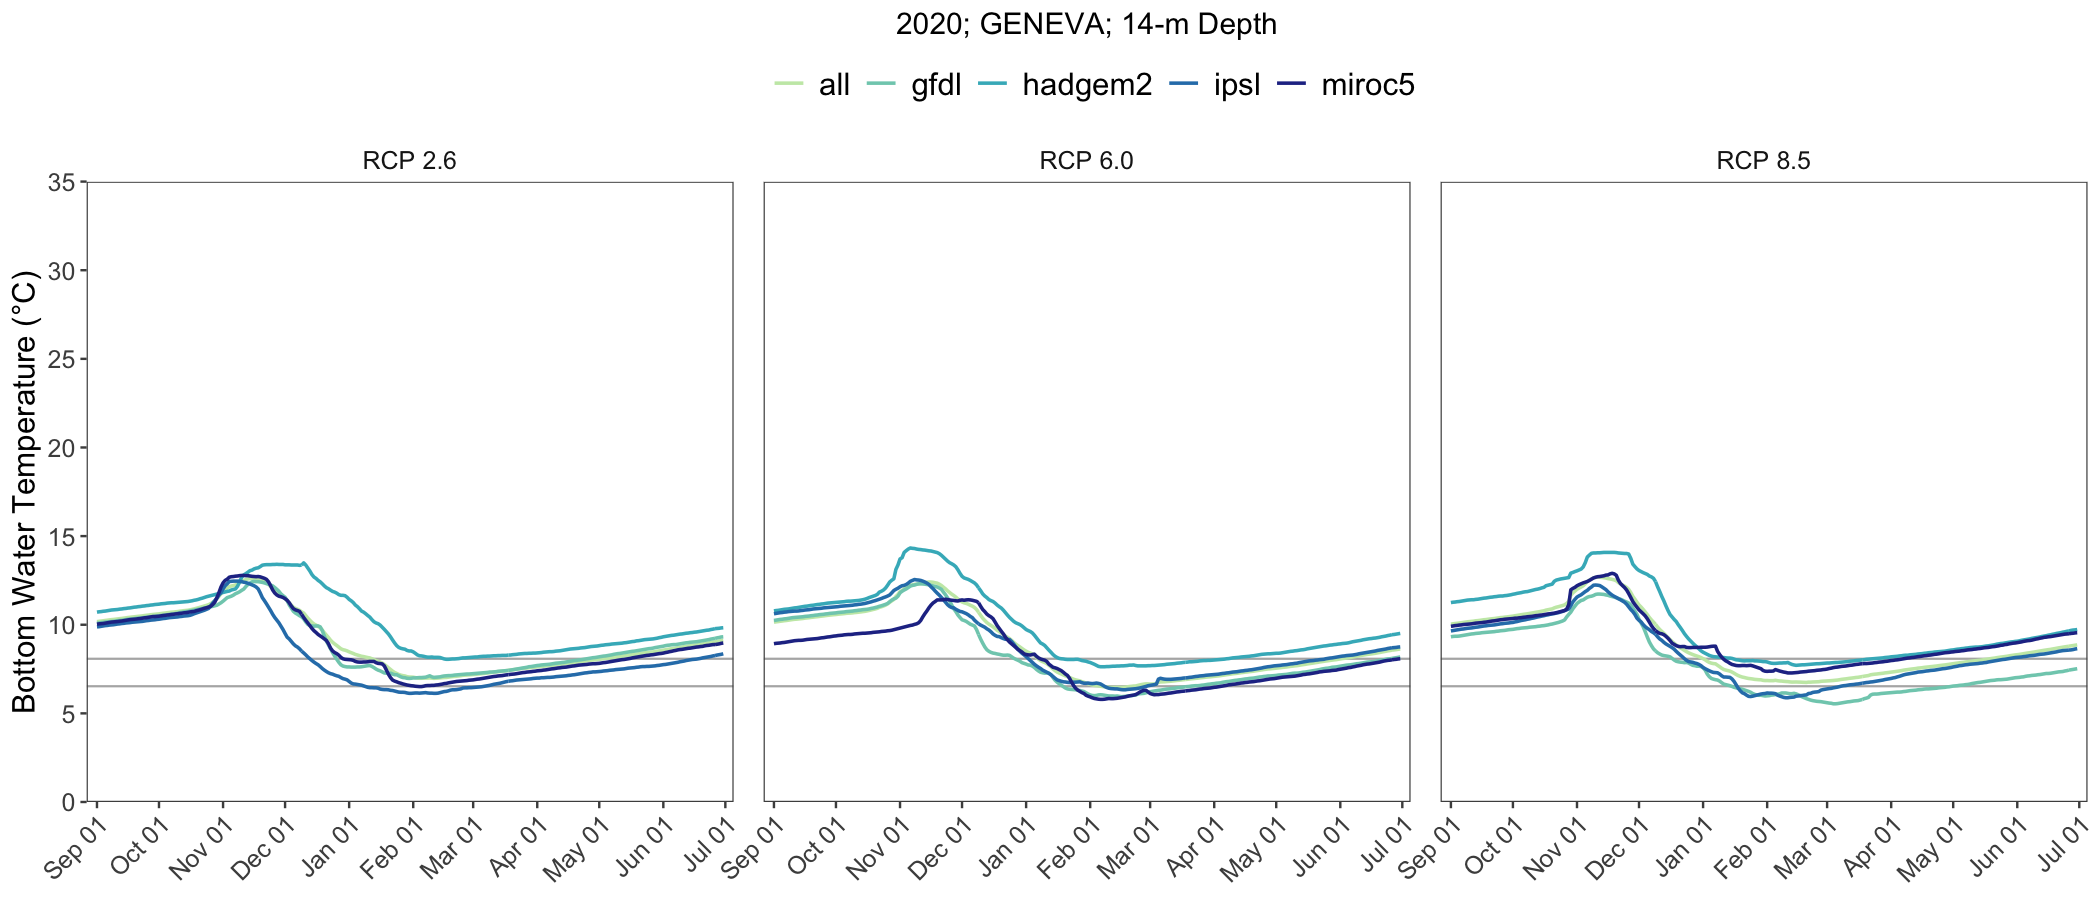 2020; GENEVA; 14-m Depth
all gfdl hadgem2 ipsl miroc5
RCP 2.6 RCP 6.0 RCP 8.5
Bottom Water Temperature (°C)
35
30
25
20
15
10
5
0
Sep 01 Oct 01 Nov 01 Dec 01 Jan 01 Feb 01 Mar 01 Apr 01 May 01 Jun 01 Jul 01
Sep 01 Oct 01 Nov 01 Dec 01 Jan 01 Feb 01 Mar 01 Apr 01 May 01 Jun 01 Jul 01
Sep 01 Oct 01 Nov 01 Dec 01 Jan 01 Feb 01 Mar 01 Apr 01 May 01 Jun 01 Jul 01